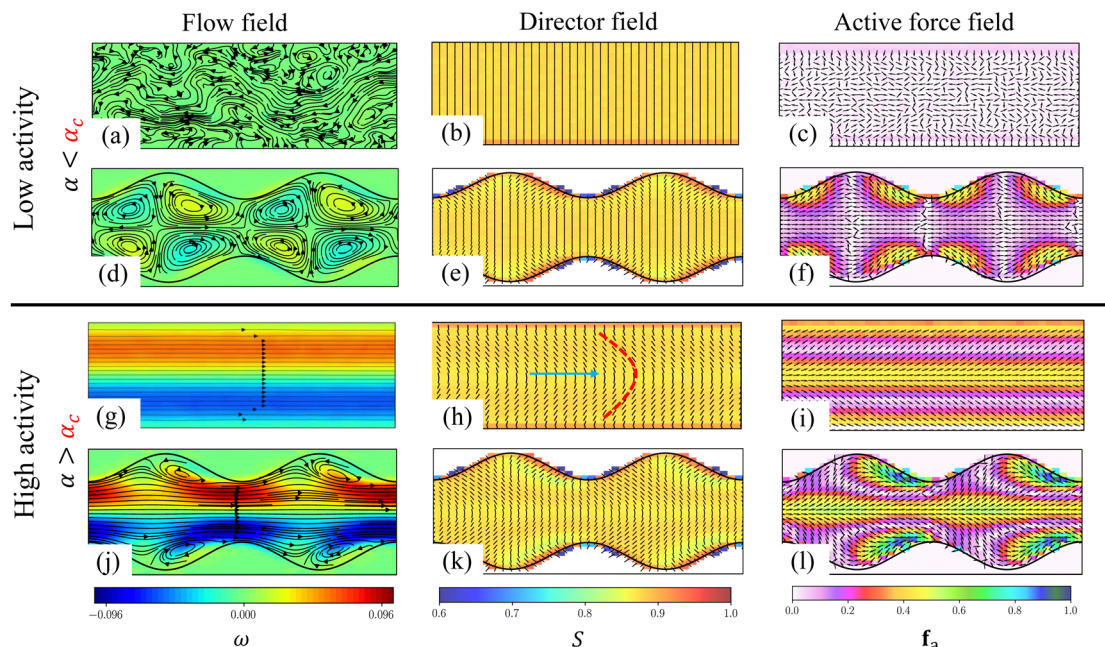 Flow field Director field Active force field
Low activity
α < α_c
(a) (b) (c)
(d) (e) (f)
High activity
α > α_c
(g) (h) (i)
(j) (k) (l)
−0.096 0.000 0.096 0.6 0.7 0.8 0.9 1.0 0.0 0.2 0.4 0.6 0.8 1.0
ω S f_a